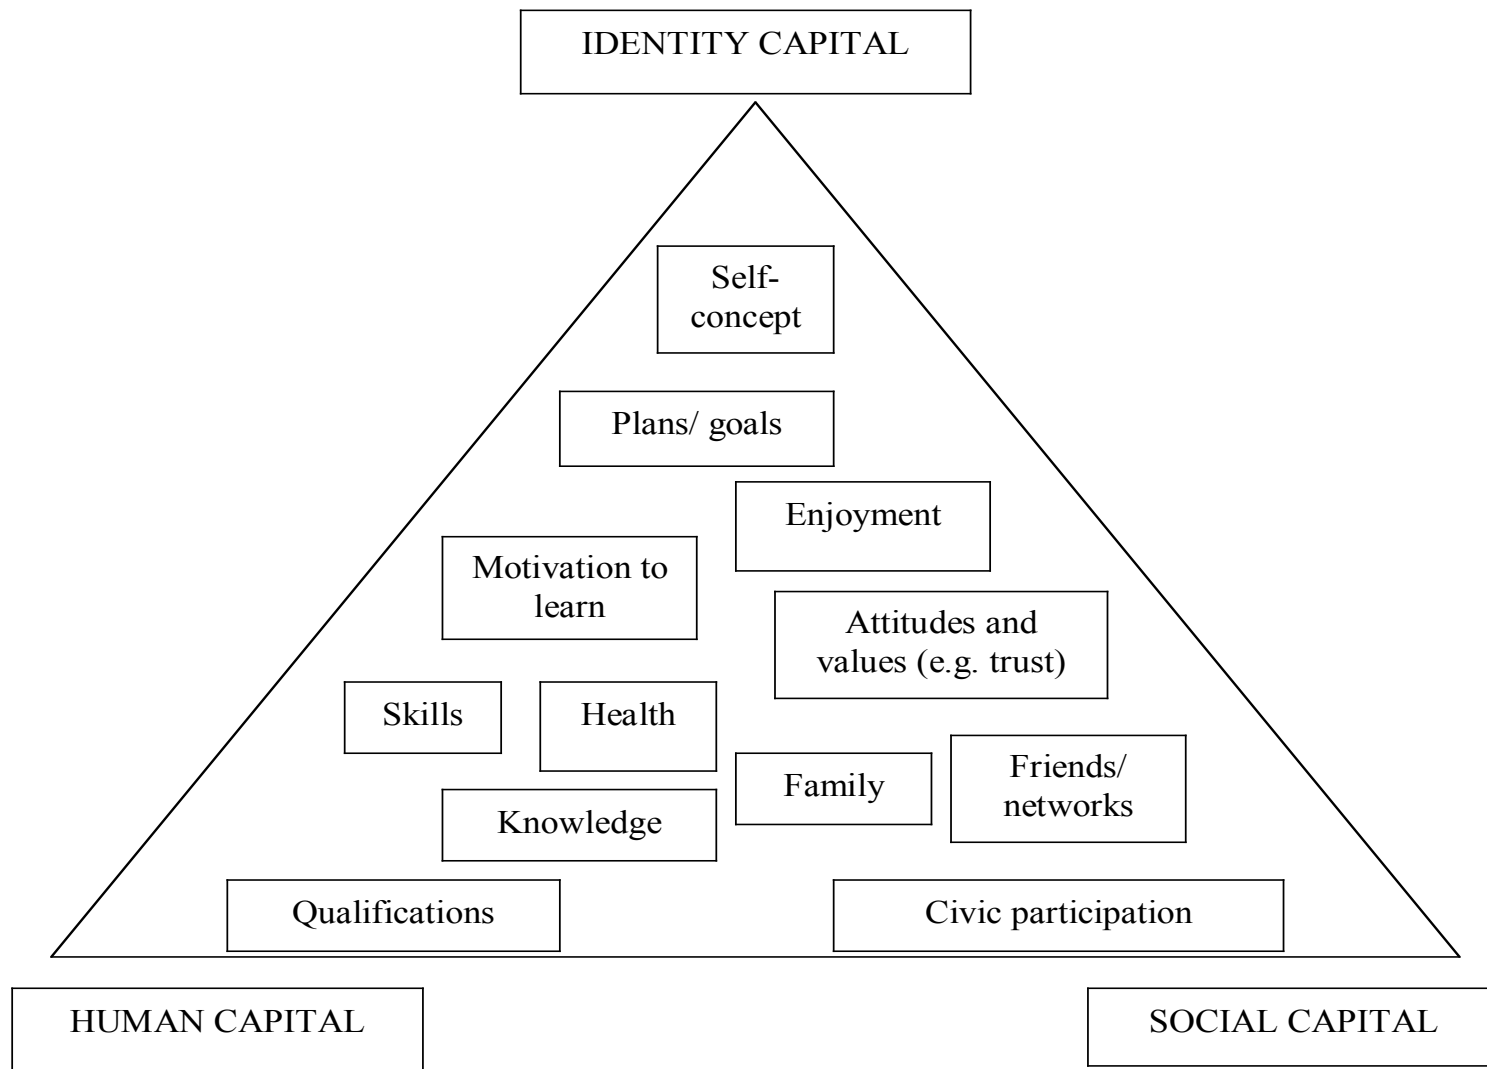 IDENTITY CAPITAL
Self-
concept
Plans/ goals
Enjoyment
Motivation to
learn
Attitudes and
values (e.g. trust)
Skills
Health
Family
Friends/
networks
Knowledge
Qualifications
Civic participation
HUMAN CAPITAL
SOCIAL CAPITAL